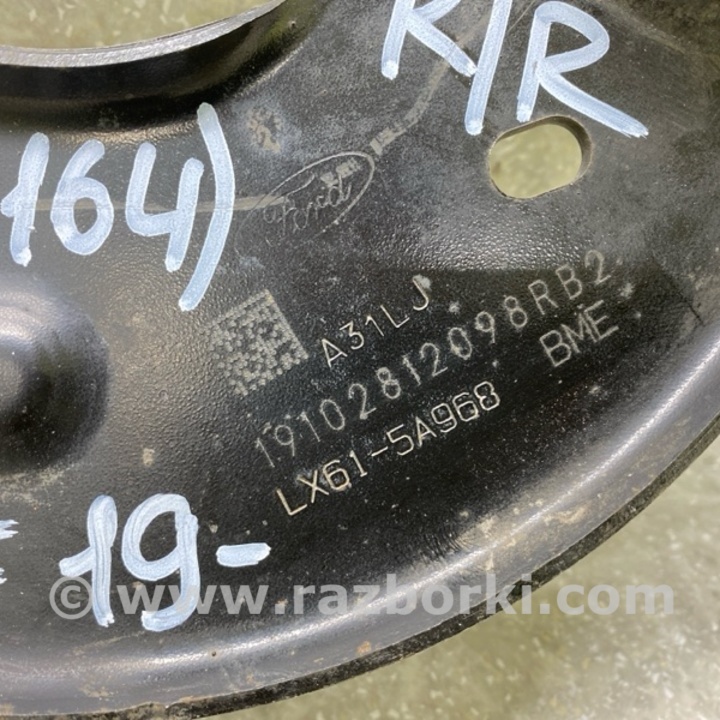 R/R
164)
Ford
A31LJ
19102812098RB2
LX61-5A968 BME
19-
©www.razborki.com